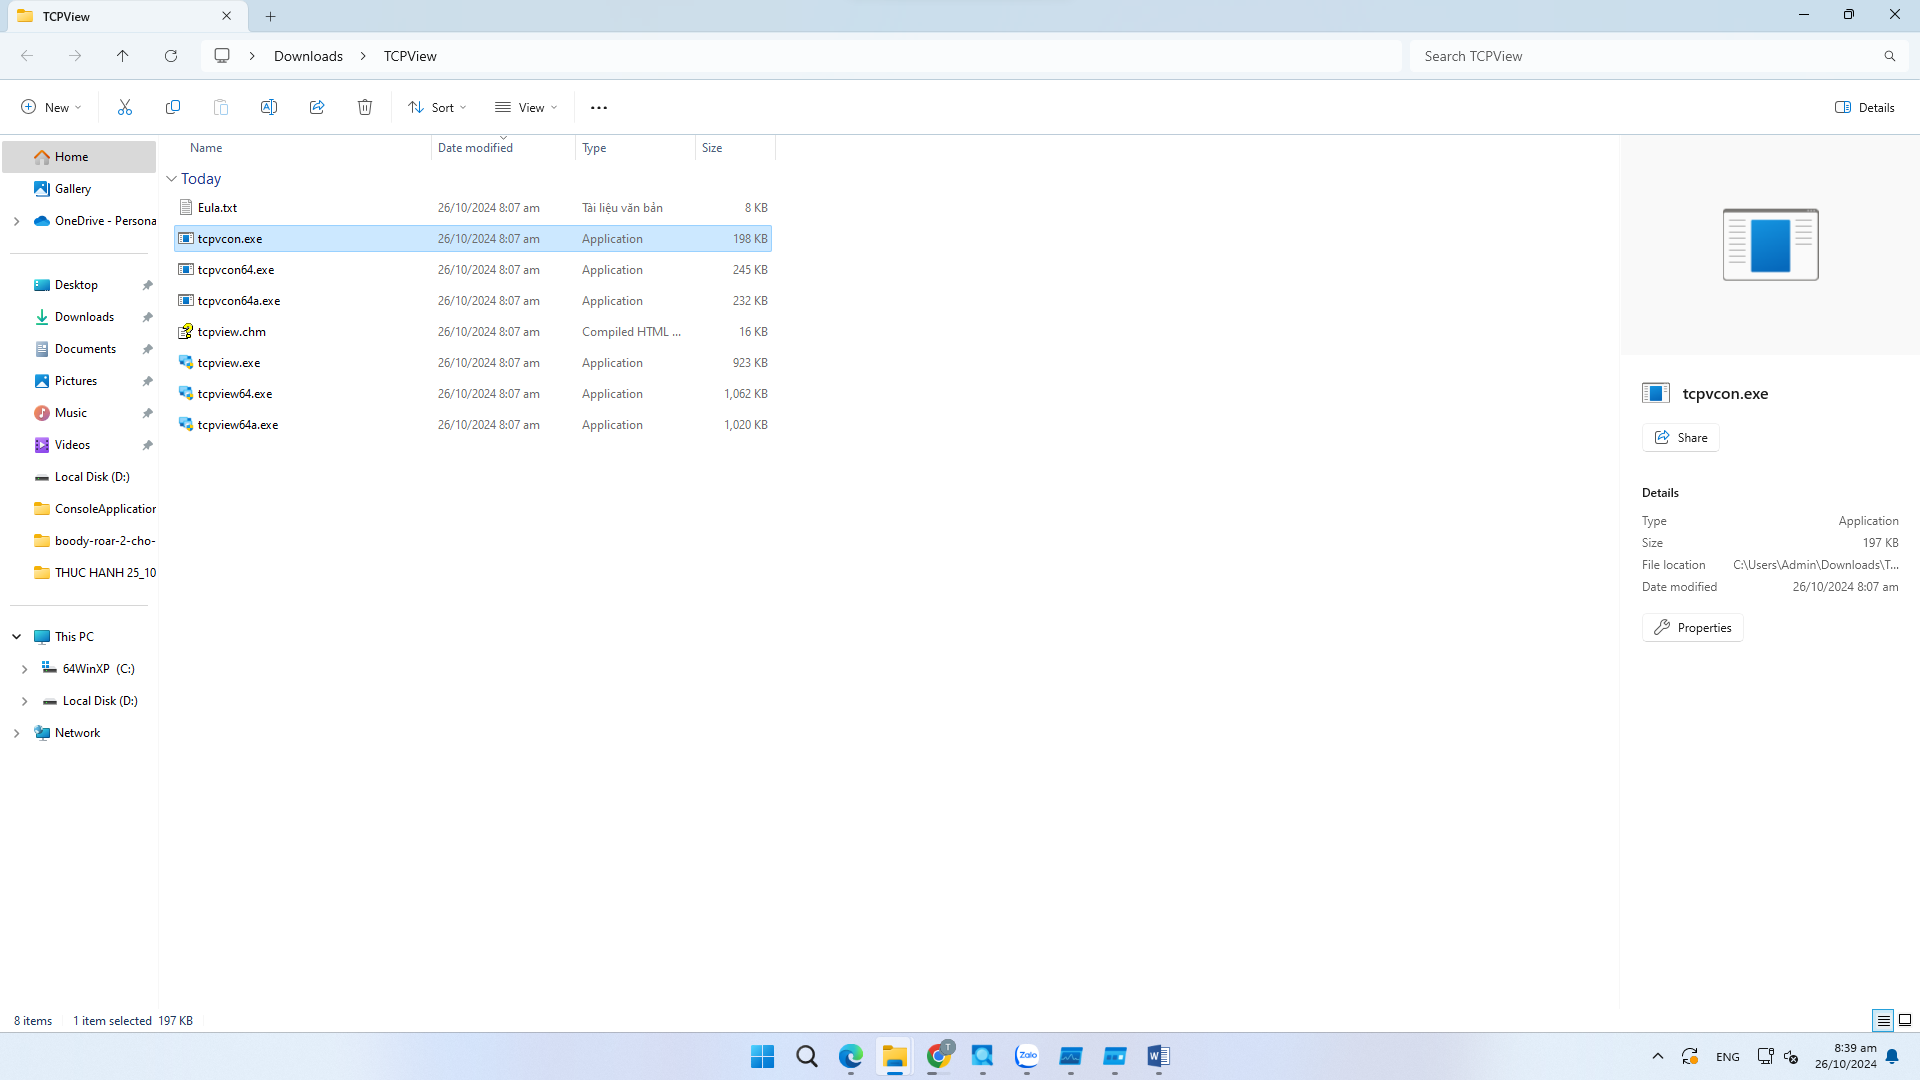 TCPView
Downloads
TCPView
Search TCPView
New
Sort
View
Details
Name
Date modified
Type
Size
Today
Eula.txt 26/10/2024 8:07 am Tài liệu văn bản 8 KB
tcpvcon.exe 26/10/2024 8:07 am Application 198 KB
tcpvcon64.exe 26/10/2024 8:07 am Application 245 KB
tcpvcon64a.exe 26/10/2024 8:07 am Application 232 KB
tcpview.chm 26/10/2024 8:07 am Compiled HTML ... 16 KB
tcpview.exe 26/10/2024 8:07 am Application 923 KB
tcpview64.exe 26/10/2024 8:07 am Application 1,062 KB
tcpview64a.exe 26/10/2024 8:07 am Application 1,020 KB
Home
Gallery
OneDrive - Persona
Desktop
Downloads
Documents
Pictures
Music
Videos
Local Disk (D:)
ConsoleApplication
boody-roar-2-cho-
THUC HANH 25_10
This PC
64WinXP (C:)
Local Disk (D:)
Network
tcpvcon.exe
Share
Details
Type Application
Size 197 KB
File location C:\Users\Admin\Downloads\T...
Date modified 26/10/2024 8:07 am
Properties
8 items
1 item selected 197 KB
T
Zalo
W
ENG
8:39 am
26/10/2024